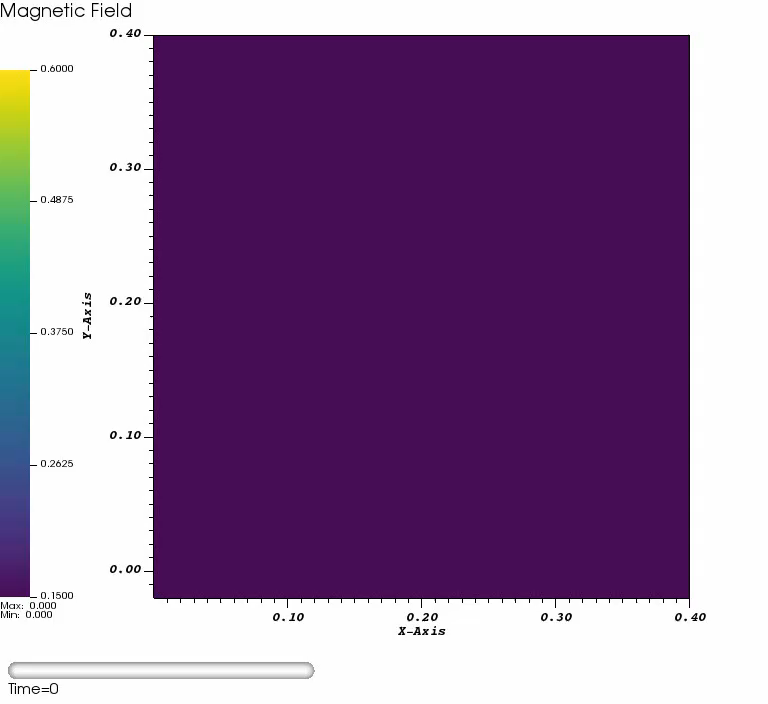 Magnetic Field
0.6000
0.4875
0.3750
0.2625
0.1500
Max: 0.000
Min: 0.000
0.40
0.30
0.20
0.10
0.00
Y-Axis
0.10 0.20 0.30 0.40
X-Axis
Time=0